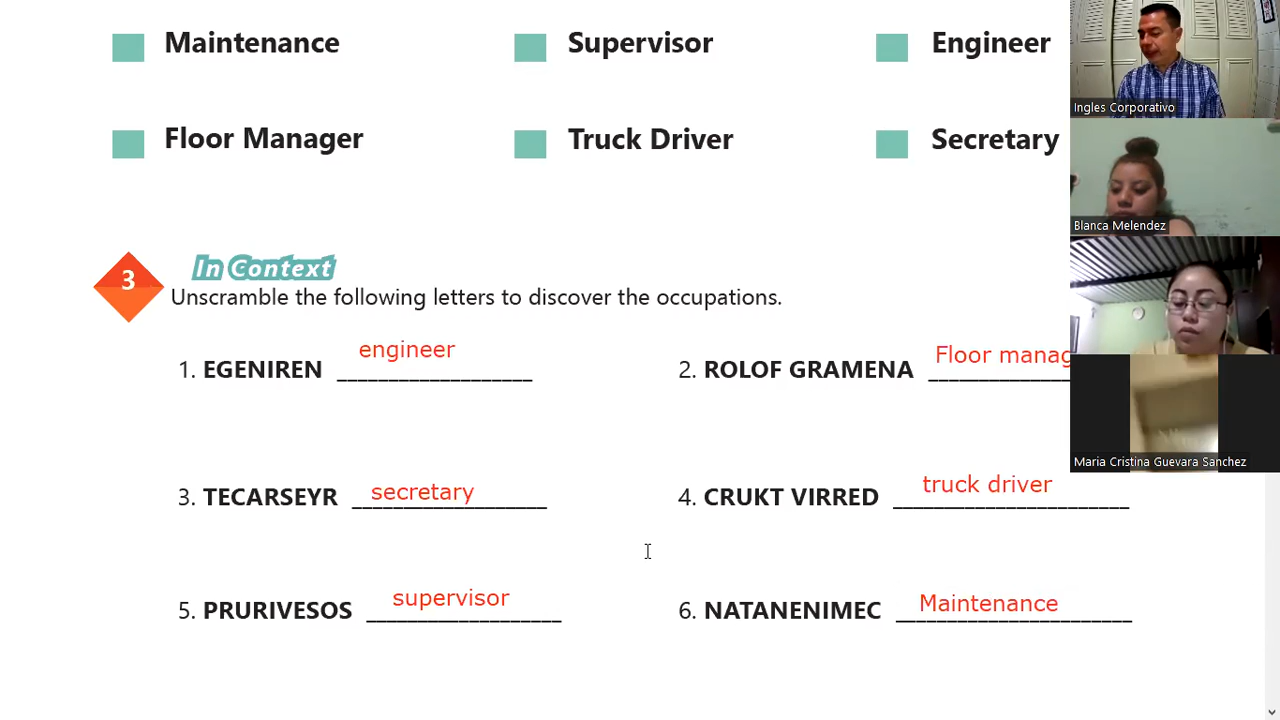 Maintenance
Supervisor
Engineer
Floor Manager
Truck Driver
Secretary
3
In Context
Unscramble the following letters to discover the occupations.
1. EGENIREN engineer
2. ROLOF GRAMENA Floor manag
3. TECARSEYR secretary
4. CRUKT VIRRED truck driver
5. PRURIVESOS supervisor
6. NATANENIMEC Maintenance
Ingles Corporativo
Blanca Melendez
Maria Cristina Guevara Sanchez